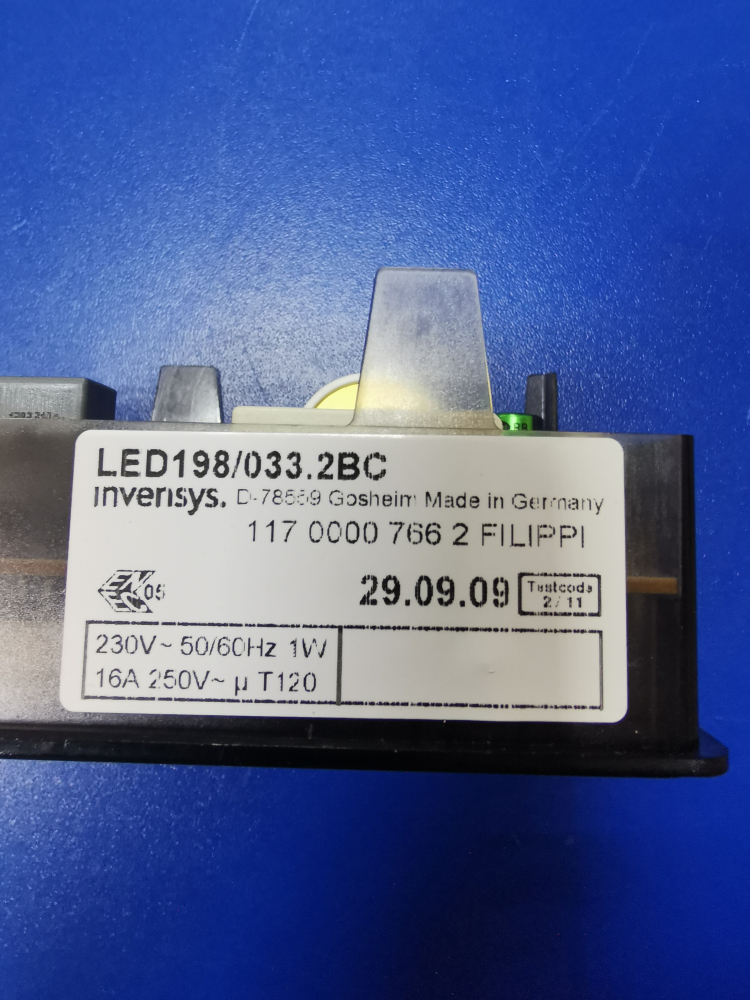 LED198/033.2BC
invensys. D-78559 Gosheim Made in Germany
117 0000 766 2 FILIPPI
05
29.09.09
Testcode
2/11
230V~ 50/60Hz 1W
16A 250V~ µ T120